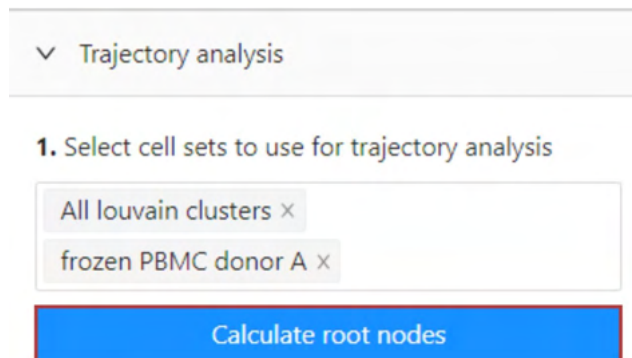 Trajectory analysis
1. Select cell sets to use for trajectory analysis
All louvain clusters ×
frozen PBMC donor A ×
Calculate root nodes